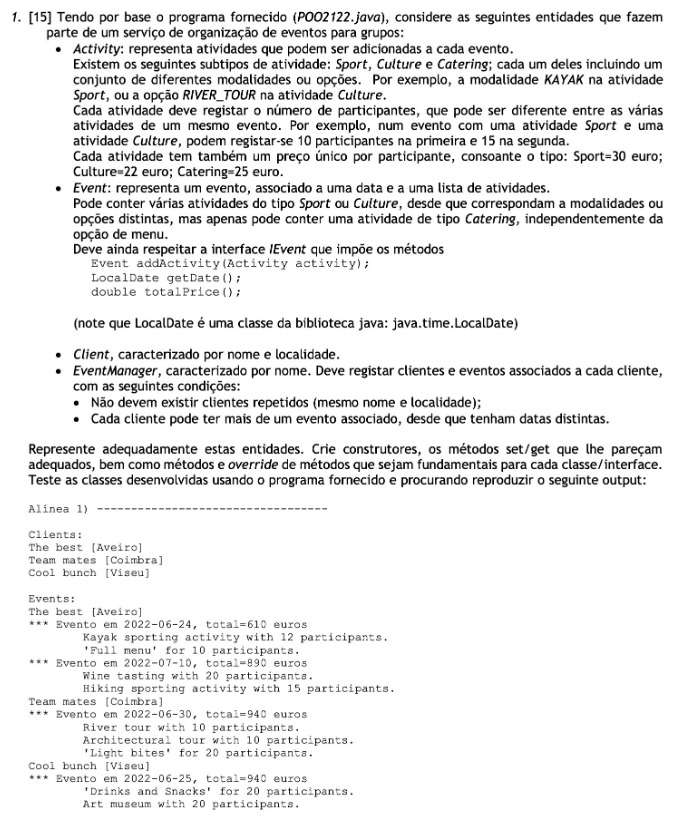 1. [15] Tendo por base o programa fornecido (POO2122.java), considere as seguintes entidades que fazem
parte de um serviço de organização de eventos para grupos:
• Activity: representa atividades que podem ser adicionadas a cada evento.
Existem os seguintes subtipos de atividade: Sport, Culture e Catering; cada um deles incluindo um
conjunto de diferentes modalidades ou opções. Por exemplo, a modalidade KAYAK na atividade
Sport, ou a opção RIVER_TOUR na atividade Culture.
Cada atividade deve registar o número de participantes, que pode ser diferente entre as várias
atividades de um mesmo evento. Por exemplo, num evento com uma atividade Sport e uma
atividade Culture, podem registar-se 10 participantes na primeira e 15 na segunda.
Cada atividade tem também um preço único por participante, consoante o tipo: Sport=30 euro;
Culture=22 euro; Catering=25 euro.
• Event: representa um evento, associado a uma data e a uma lista de atividades.
Pode conter várias atividades do tipo Sport ou Culture, desde que correspondam a modalidades ou
opções distintas, mas apenas pode conter uma atividade de tipo Catering, independentemente da
opção de menu.
Deve ainda respeitar a interface IEvent que impõe os métodos
Event addActivity(Activity activity);
LocalDate getDate();
double totalPrice();
(note que LocalDate é uma classe da biblioteca java: java.time.LocalDate)
• Client, caracterizado por nome e localidade.
• EventManager, caracterizado por nome. Deve registar clientes e eventos associados a cada cliente,
com as seguintes condições:
• Não devem existir clientes repetidos (mesmo nome e localidade);
• Cada cliente pode ter mais de um evento associado, desde que tenham datas distintas.
Represente adequadamente estas entidades. Crie construtores, os métodos set/get que lhe pareçam
adequados, bem como métodos e override de métodos que sejam fundamentais para cada classe/interface.
Teste as classes desenvolvidas usando o programa fornecido e procurando reproduzir o seguinte output:
Alínea 1) ----------------------------------
Clients:
The best [Aveiro]
Team mates [Coimbra]
Cool bunch [Viseu]
Events:
The best [Aveiro]
*** Evento em 2022-06-24, total=610 euros
Kayak sporting activity with 12 participants.
'Full menu' for 10 participants.
*** Evento em 2022-07-10, total=890 euros
Wine tasting with 20 participants.
Hiking sporting activity with 15 participants.
Team mates [Coimbra]
*** Evento em 2022-06-30, total=940 euros
River tour with 10 participants.
Architectural tour with 10 participants.
'Light bites' for 20 participants.
Cool bunch [Viseu]
*** Evento em 2022-06-25, total=940 euros
'Drinks and Snacks' for 20 participants.
Art museum with 20 participants.